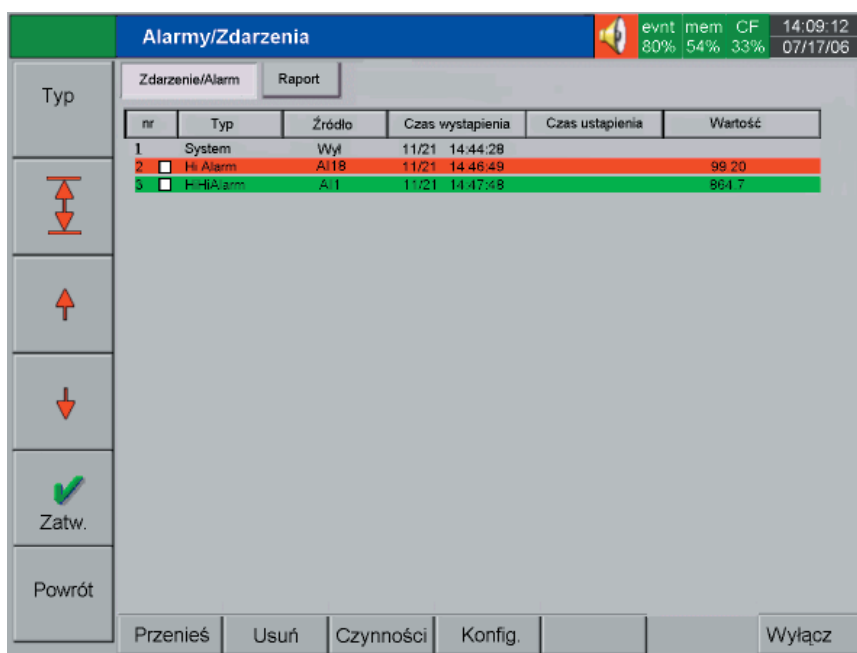 Alarmy/Zdarzenia
evnt mem CF 14:09:12
80% 54% 33% 07/17/06
Typ
Zdarzenie/Alarm Raport
nr Typ Źródło Czas wystapienia Czas ustapienia Wartość
1 System Wył 11/21 14:44:28
2 Hi Alarm AI18 11/21 14:46:49 99.20
3 HiHiAlarm AI1 11/21 14:47:48 864.7
Zatw.
Powrót
Przenieś Usuń Czynności Konfig. Wyłącz